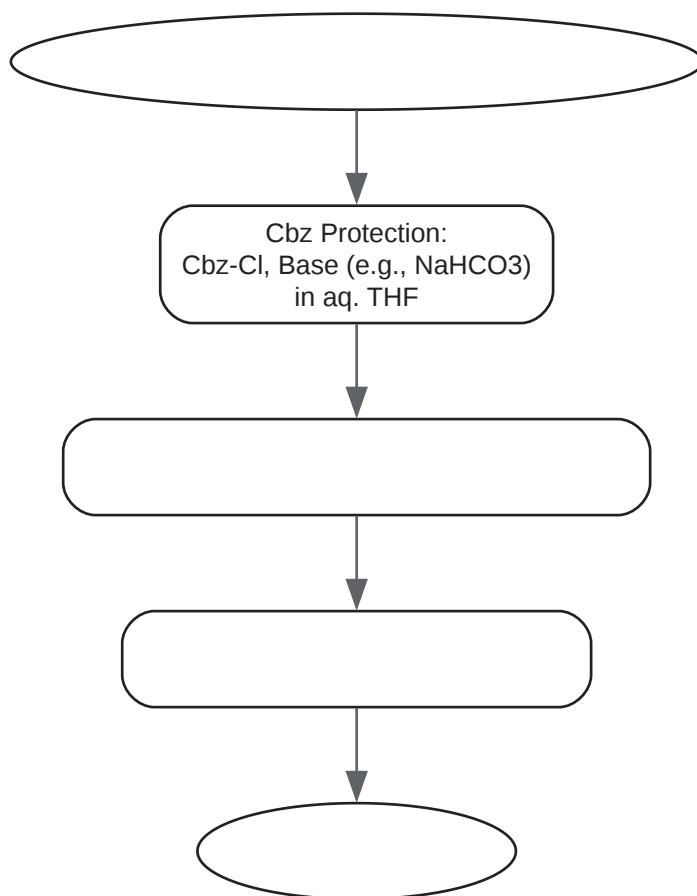 Cbz Protection:
Cbz-Cl, Base (e.g., NaHCO3)
in aq. THF